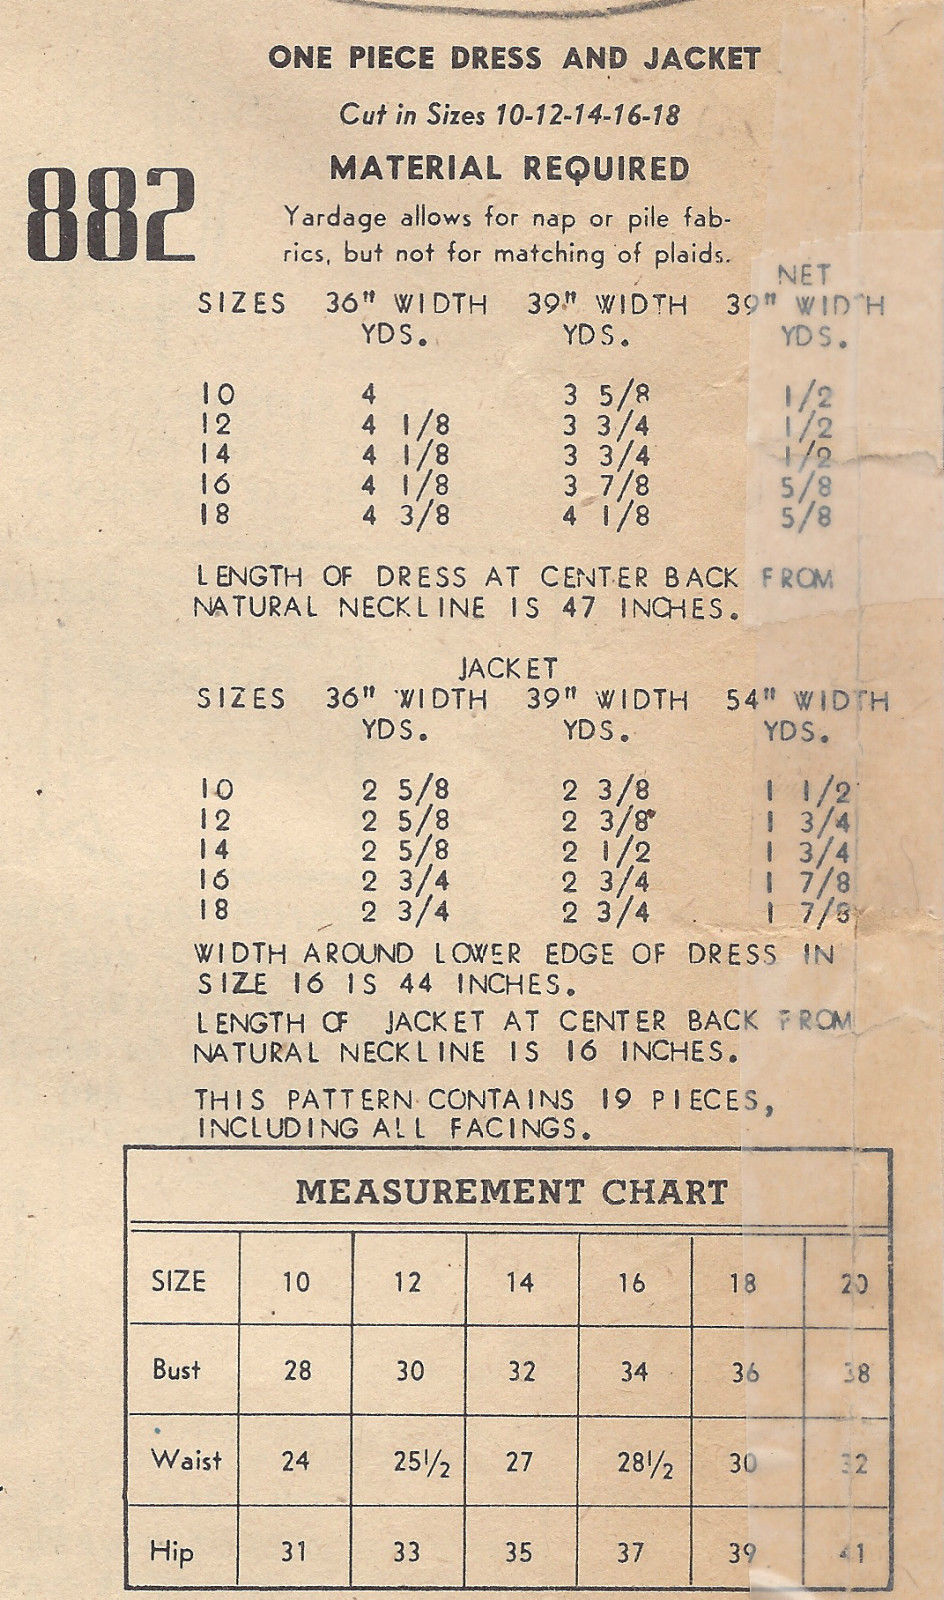 ONE PIECE DRESS AND JACKET
Cut in Sizes 10-12-14-16-18
882
MATERIAL REQUIRED
Yardage allows for nap or pile fab-
rics, but not for matching of plaids.
NET
SIZES 36" WIDTH 39" WIDTH 39" WIDTH
YDS. YDS. YDS.
10 4 3 5/8 1/2
12 4 1/8 3 3/4 1/2
14 4 1/8 3 3/4 1/2
16 4 1/8 3 7/8 5/8
18 4 3/8 4 1/8 5/8
LENGTH OF DRESS AT CENTER BACK FROM
NATURAL NECKLINE IS 47 INCHES.
JACKET
SIZES 36" WIDTH 39" WIDTH 54" WIDTH
YDS. YDS. YDS.
10 2 5/8 2 3/8 1 1/2
12 2 5/8 2 3/8 1 3/4
14 2 5/8 2 1/2 1 3/4
16 2 3/4 2 3/4 1 7/8
18 2 3/4 2 3/4 1 7/8
WIDTH AROUND LOWER EDGE OF DRESS IN
SIZE 16 IS 44 INCHES.
LENGTH OF JACKET AT CENTER BACK FROM
NATURAL NECKLINE IS 16 INCHES.
THIS PATTERN CONTAINS 19 PIECES,
INCLUDING ALL FACINGS.
MEASUREMENT CHART
SIZE 10 12 14 16 18 20
Bust 28 30 32 34 36 38
Waist 24 25½ 27 28½ 30 32
Hip 31 33 35 37 39 41